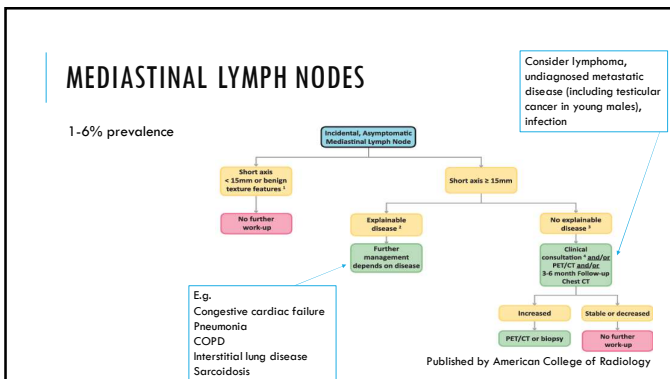 MEDIASTINAL LYMPH NODES
Consider lymphoma,
undiagnosed metastatic
disease (including testicular
cancer in young males),
infection
1-6% prevalence
Incidental, Asymptomatic
Mediastinal Lymph Node
Short axis
< 15mm or benign
texture features ¹
Short axis ≥ 15mm
No further
work-up
Explainable
disease ²
No explainable
disease ³
Further
management
depends on disease
Clinical
consultation ⁴ and/or
PET/CT and/or
3-6 month Follow-up
Chest CT
E.g.
Congestive cardiac failure
Pneumonia
COPD
Interstitial lung disease
Sarcoidosis
Increased
Stable or decreased
PET/CT or biopsy
No further
work-up
Published by American College of Radiology